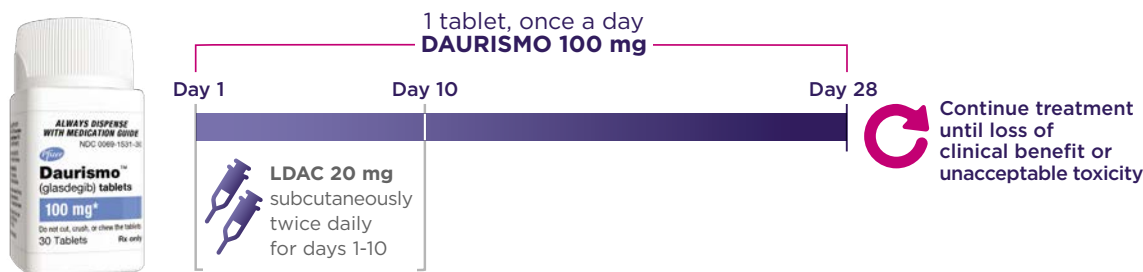 1 tablet, once a day
DAURISMO 100 mg
Day 1
Day 10
Day 28
ALWAYS DISPENSE
WITH MEDICATION GUIDE
NDC 0069-1531-30
Pfizer
Daurismo™
(glasdegib) tablets
100 mg*
Do not cut, crush, or chew the tablets
30 Tablets Rx only
LDAC 20 mg
subcutaneously
twice daily
for days 1-10
Continue treatment
until loss of
clinical benefit or
unacceptable toxicity